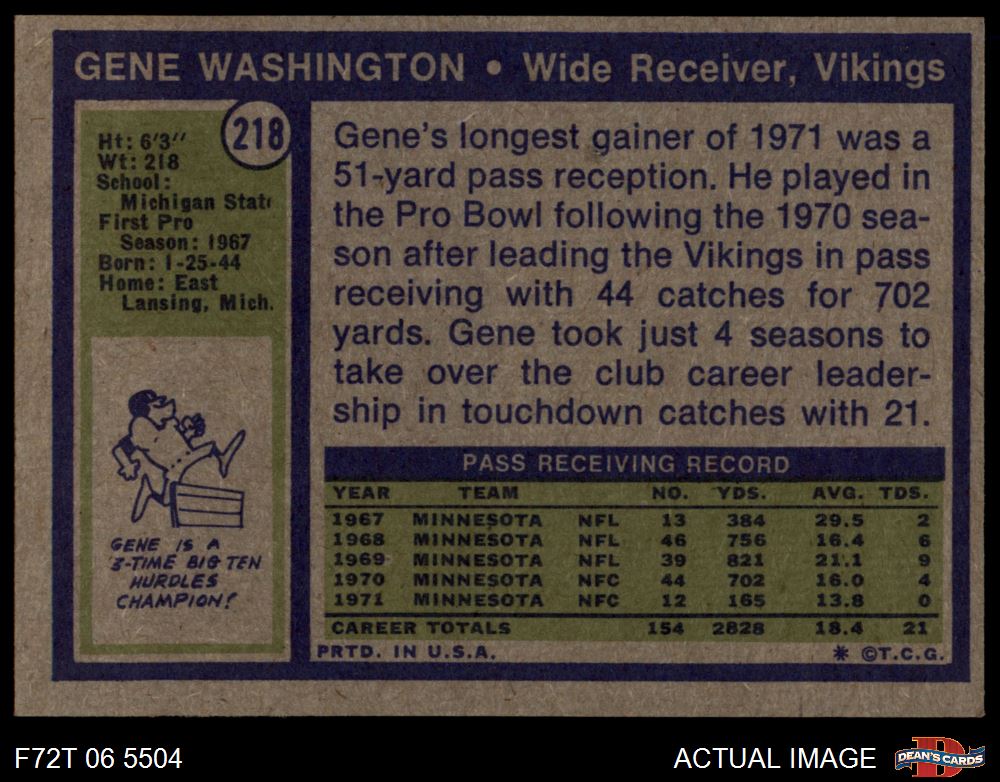 GENE WASHINGTON • Wide Receiver, Vikings
218
Ht: 6'3"
Wt: 218
School:
Michigan State
First Pro
Season: 1967
Born: 1-25-44
Home: East
Lansing, Mich.
GENE IS A
3-TIME BIG TEN
HURDLES
CHAMPION!
Gene's longest gainer of 1971 was a
51-yard pass reception. He played in
the Pro Bowl following the 1970 sea-
son after leading the Vikings in pass
receiving with 44 catches for 702
yards. Gene took just 4 seasons to
take over the club career leader-
ship in touchdown catches with 21.
PASS RECEIVING RECORD
YEAR TEAM NO. YDS. AVG. TDS.
1967 MINNESOTA NFL 13 384 29.5 2
1968 MINNESOTA NFL 46 756 16.4 6
1969 MINNESOTA NFL 39 821 21.1 9
1970 MINNESOTA NFC 44 702 16.0 4
1971 MINNESOTA NFC 12 165 13.8 0
CAREER TOTALS 154 2828 18.4 21
PRTD. IN U.S.A. * ©T.C.G.
F72T 06 5504 ACTUAL IMAGE
D
DEAN'S CARDS